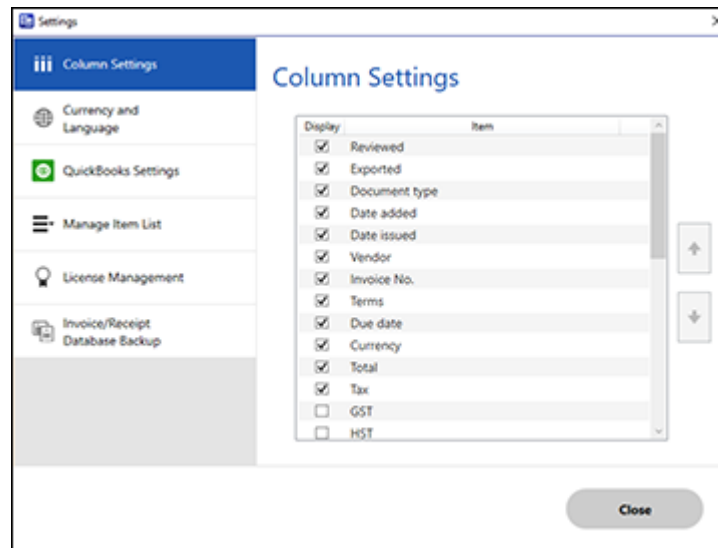 Settings
Column Settings
Currency and
Language
QuickBooks Settings
Manage Item List
License Management
Invoice/Receipt
Database Backup
Column Settings
Display Item
Reviewed
Exported
Document type
Date added
Date issued
Vendor
Invoice No.
Terms
Due date
Currency
Total
Tax
GST
HST
Close